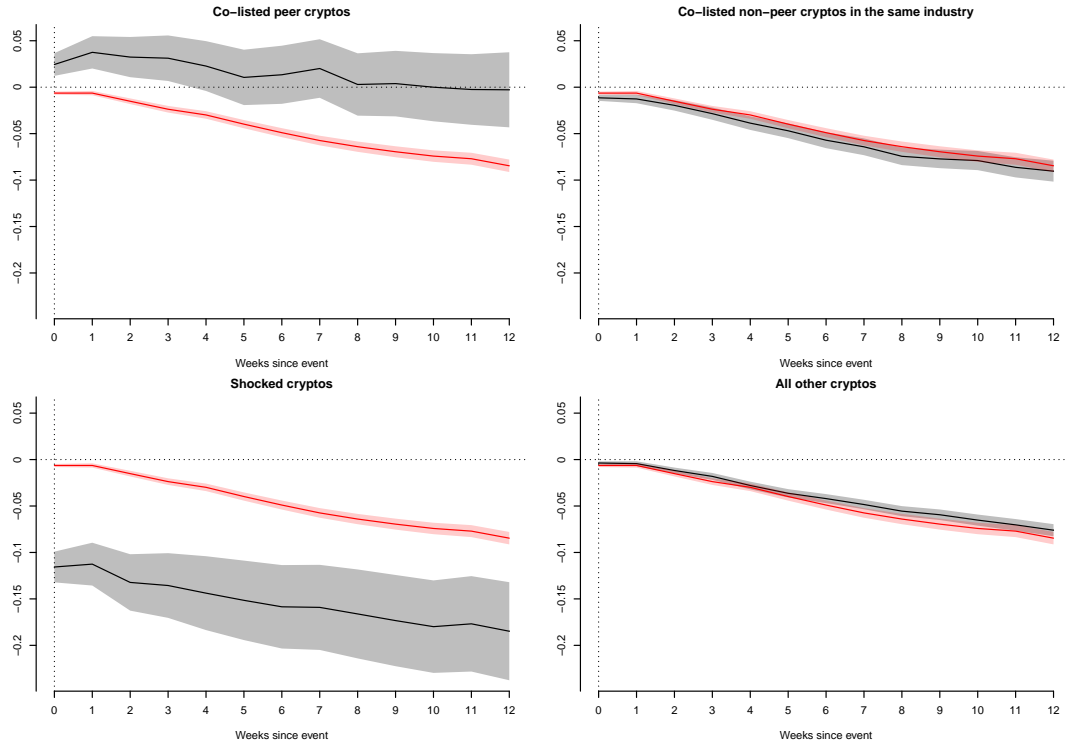 Co−listed peer cryptos
0.05
0
−0.05
−0.1
−0.15
−0.2
0 1 2 3 4 5 6 7 8 9 10 11 12
Weeks since event
Co−listed non−peer cryptos in the same industry
0.05
0
−0.05
−0.1
−0.15
−0.2
0 1 2 3 4 5 6 7 8 9 10 11 12
Weeks since event
Shocked cryptos
0.05
0
−0.05
−0.1
−0.15
−0.2
0 1 2 3 4 5 6 7 8 9 10 11 12
Weeks since event
All other cryptos
0.05
0
−0.05
−0.1
−0.15
−0.2
0 1 2 3 4 5 6 7 8 9 10 11 12
Weeks since event